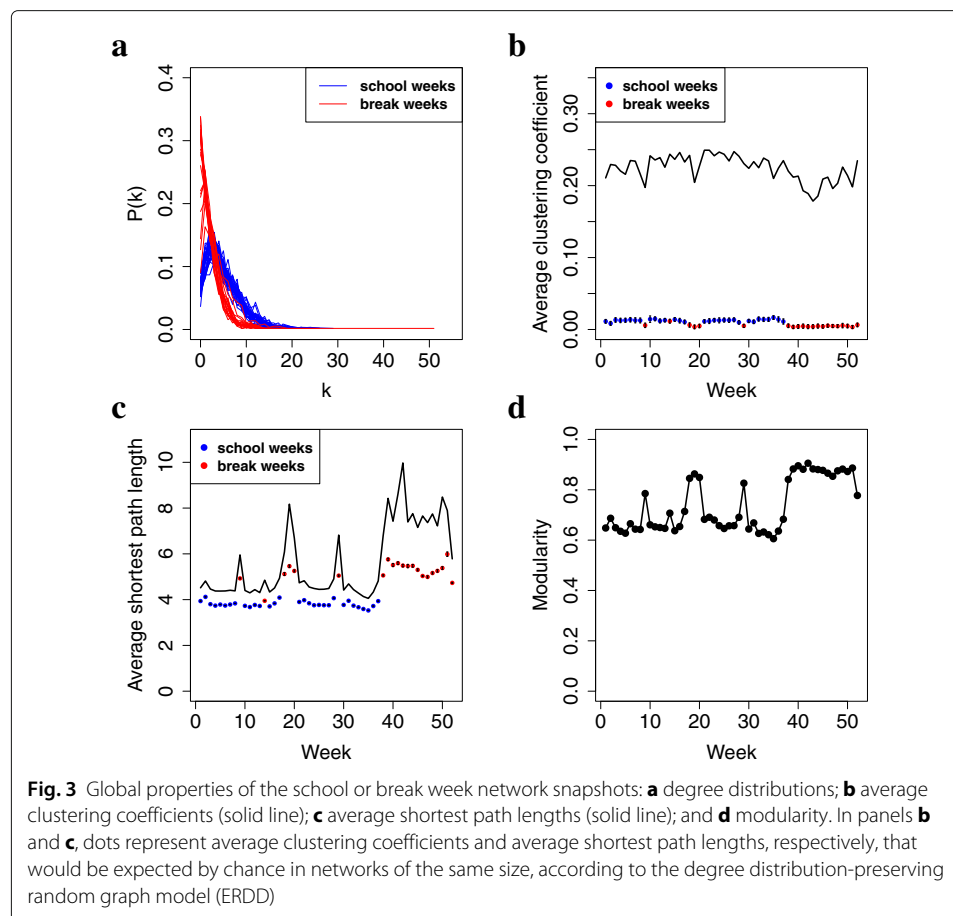 a
school weeks
break weeks
P(k)
0.4
0.3
0.2
0.1
0.0
0 10 20 30 40 50
k
b
school weeks
break weeks
Average clustering coefficient
0.30
0.20
0.10
0.00
0 10 20 30 40 50
Week
c
school weeks
break weeks
Average shortest path length
10
8
6
4
2
0
0 10 20 30 40 50
Week
d
Modularity
1.0
0.8
0.6
0.4
0.2
0.0
0 10 20 30 40 50
Week
Fig. 3 Global properties of the school or break week network snapshots: a degree distributions; b average
clustering coefficients (solid line); c average shortest path lengths (solid line); and d modularity. In panels b
and c, dots represent average clustering coefficients and average shortest path lengths, respectively, that
would be expected by chance in networks of the same size, according to the degree distribution-preserving
random graph model (ERDD)